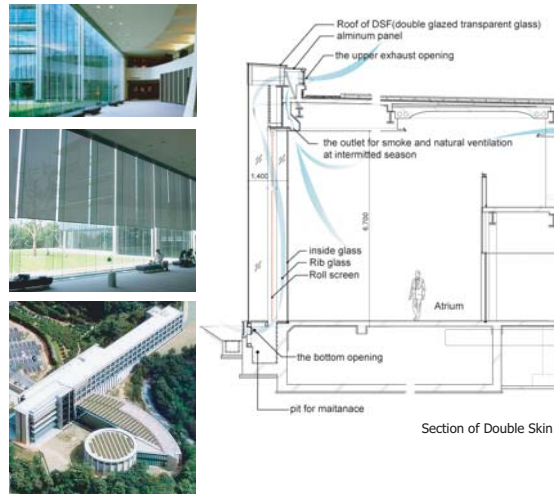 Roof of DSF(double glazed transparent glass)
alminum panel
the upper exhaust opening
the outlet for smoke and natural ventilation
at intermitted season
1,400
6,700
inside glass
Rib glass
Roll screen
Atrium
the bottom opening
pit for maitanace
Section of Double Skin